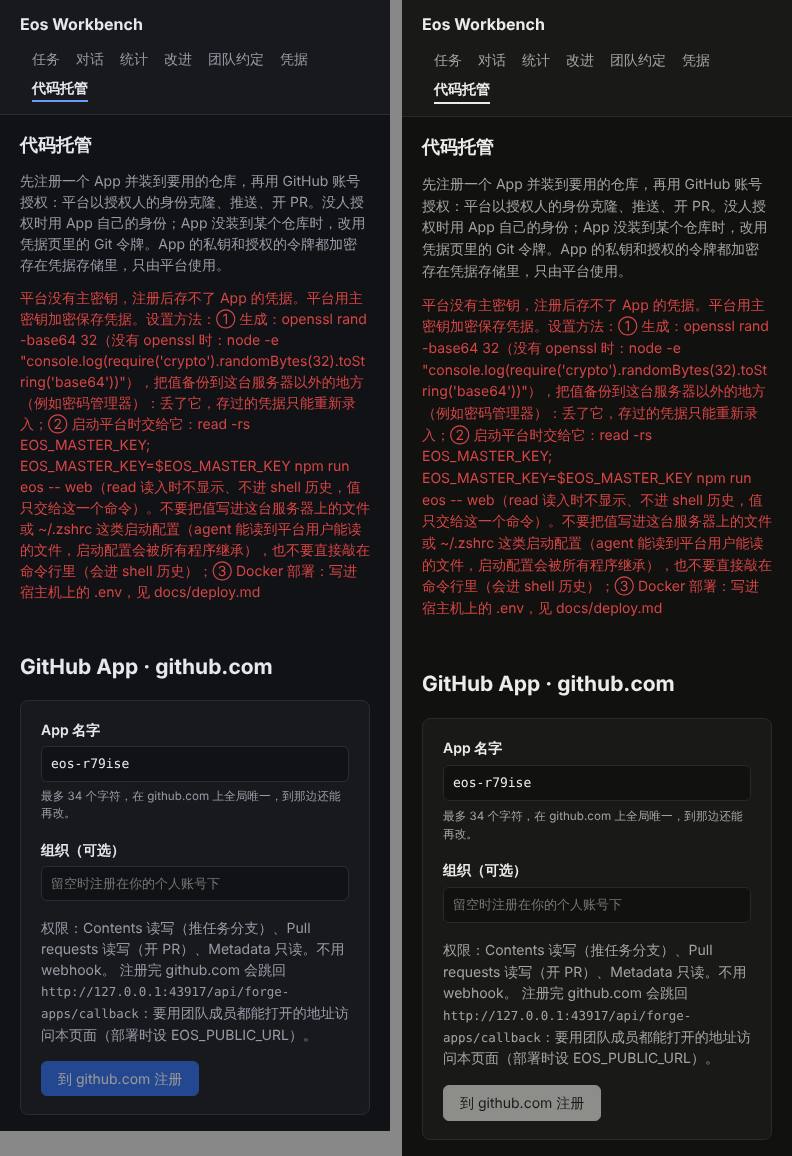 Eos Workbench
任务 对话 统计 改进 团队约定 凭据
代码托管
代码托管
先注册一个 App 并装到要用的仓库，再用 GitHub 账号
授权：平台以授权人的身份克隆、推送、开 PR。没人授
权时用 App 自己的身份；App 没装到某个仓库时，改用
凭据页里的 Git 令牌。App 的私钥和授权的令牌都加密
存在凭据存储里，只由平台使用。
平台没有主密钥，注册后存不了 App 的凭据。平台用主
密钥加密保存凭据。设置方法：① 生成：openssl rand
-base64 32（没有 openssl 时：node -e
"console.log(require('crypto').randomBytes(32).toSt
ring('base64'))"），把值备份到这台服务器以外的地方
（例如密码管理器）：丢了它，存过的凭据只能重新录
入；② 启动平台时交给它：read -rs
EOS_MASTER_KEY;
EOS_MASTER_KEY=$EOS_MASTER_KEY npm run
eos -- web（read 读入时不显示、不进 shell 历史，值
只交给这一个命令）。不要把值写进这台服务器上的文件
或 ~/.zshrc 这类启动配置（agent 能读到平台用户能读
的文件，启动配置会被所有程序继承），也不要直接敲在
命令行里（会进 shell 历史）；③ Docker 部署：写进
宿主机上的 .env，见 docs/deploy.md
GitHub App · github.com
App 名字
eos-r79ise
最多 34 个字符，在 github.com 上全局唯一，到那边还能
再改。
组织（可选）
留空时注册在你的个人账号下
权限：Contents 读写（推任务分支）、Pull
requests 读写（开 PR）、Metadata 只读。不用
webhook。 注册完 github.com 会跳回
http://127.0.0.1:43917/api/forge-
apps/callback：要用团队成员都能打开的地址访
问本页面（部署时设 EOS_PUBLIC_URL）。
到 github.com 注册
Eos Workbench
任务 对话 统计 改进 团队约定 凭据
代码托管
代码托管
先注册一个 App 并装到要用的仓库，再用 GitHub 账号
授权：平台以授权人的身份克隆、推送、开 PR。没人授
权时用 App 自己的身份；App 没装到某个仓库时，改用
凭据页里的 Git 令牌。App 的私钥和授权的令牌都加密
存在凭据存储里，只由平台使用。
平台没有主密钥，注册后存不了 App 的凭据。平台用主
密钥加密保存凭据。设置方法：① 生成：openssl rand
-base64 32（没有 openssl 时：node -e
"console.log(require('crypto').randomBytes(32).toSt
ring('base64'))"），把值备份到这台服务器以外的地方
（例如密码管理器）：丢了它，存过的凭据只能重新录
入；② 启动平台时交给它：read -rs
EOS_MASTER_KEY;
EOS_MASTER_KEY=$EOS_MASTER_KEY npm run
eos -- web（read 读入时不显示、不进 shell 历史，值
只交给这一个命令）。不要把值写进这台服务器上的文件
或 ~/.zshrc 这类启动配置（agent 能读到平台用户能读
的文件，启动配置会被所有程序继承），也不要直接敲在
命令行里（会进 shell 历史）；③ Docker 部署：写进
宿主机上的 .env，见 docs/deploy.md
GitHub App · github.com
App 名字
eos-r79ise
最多 34 个字符，在 github.com 上全局唯一，到那边还能
再改。
组织（可选）
留空时注册在你的个人账号下
权限：Contents 读写（推任务分支）、Pull
requests 读写（开 PR）、Metadata 只读。不用
webhook。 注册完 github.com 会跳回
http://127.0.0.1:43917/api/forge-
apps/callback：要用团队成员都能打开的地址访
问本页面（部署时设 EOS_PUBLIC_URL）。
到 github.com 注册